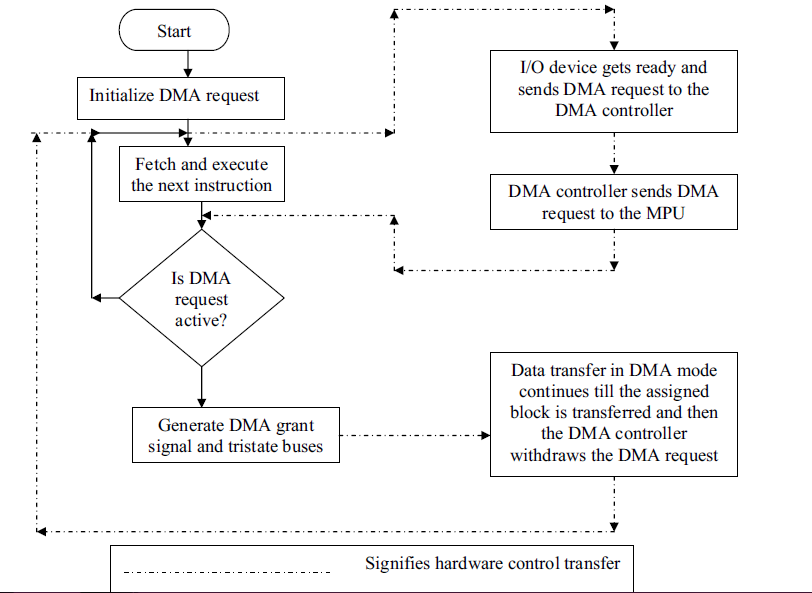 Start
Initialize DMA request
Fetch and execute
the next instruction
Is DMA
request
active?
Generate DMA grant
signal and tristate buses
I/O device gets ready and
sends DMA request to the
DMA controller
DMA controller sends DMA
request to the MPU
Data transfer in DMA mode
continues till the assigned
block is transferred and then
the DMA controller
withdraws the DMA request
Signifies hardware control transfer